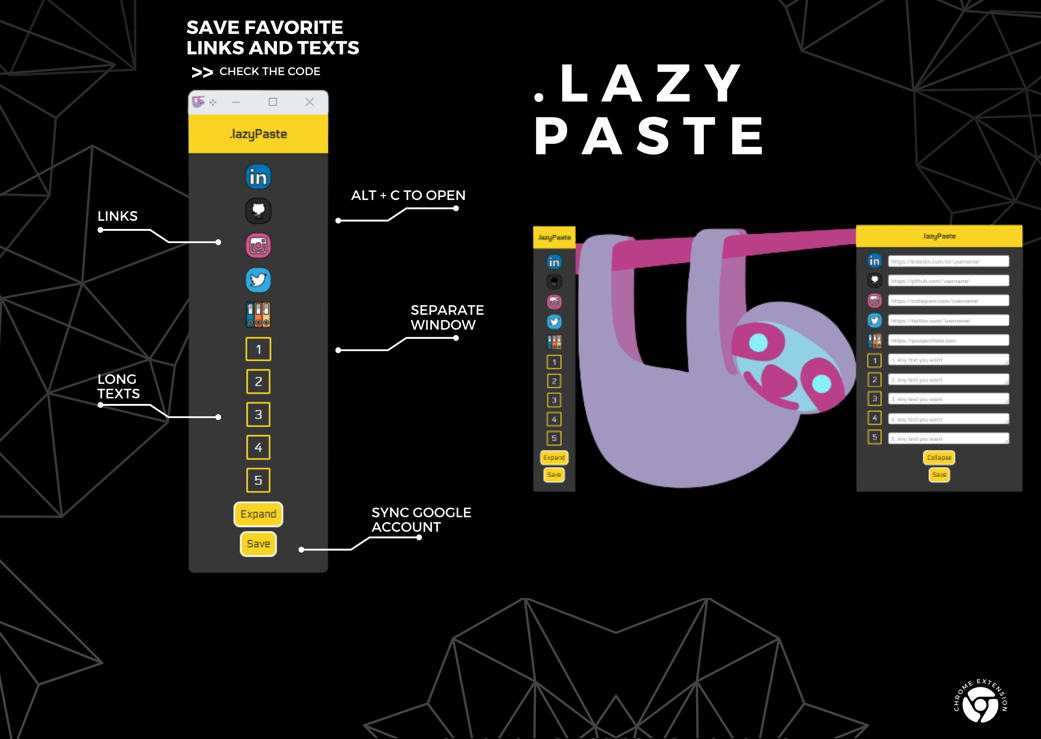 SAVE FAVORITE
LINKS AND TEXTS
>> CHECK THE CODE
.lazyPaste
in
1
2
3
4
5
Expand
Save
LINKS
LONG
TEXTS
ALT + C TO OPEN
SEPARATE
WINDOW
SYNC GOOGLE
ACCOUNT
.LAZY
PASTE
.lazyPaste
in
1
2
3
4
5
Expand
Save
.lazyPaste
in
https://linkedin.com/in/'username'
https://github.com/'username'
https://instagram.com/'username'
https://twitter.com/'username'
https://yourportfolio.com
1
1. Any text you want
2
2. Any text you want
3
3. Any text you want
4
4. Any text you want
5
5. Any text you want
Collapse
Save
CHROME EXTENSION